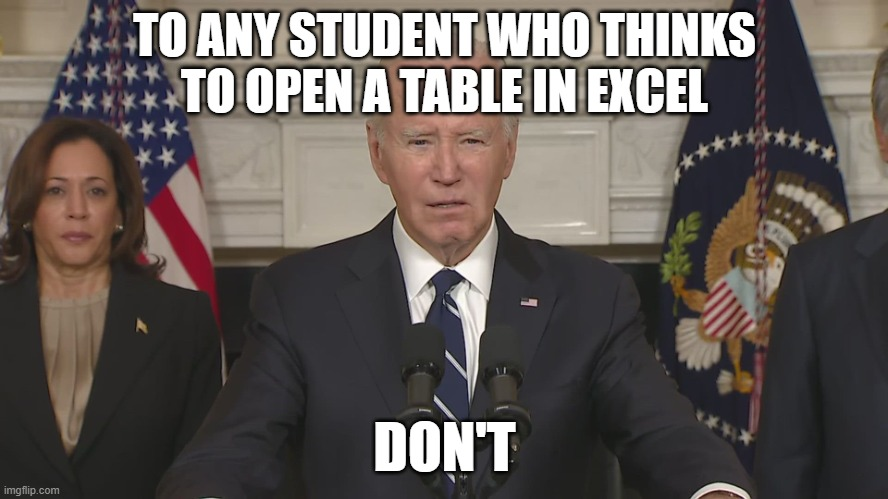 TO ANY STUDENT WHO THINKS
TO OPEN A TABLE IN EXCEL
DON'T
imgflip.com